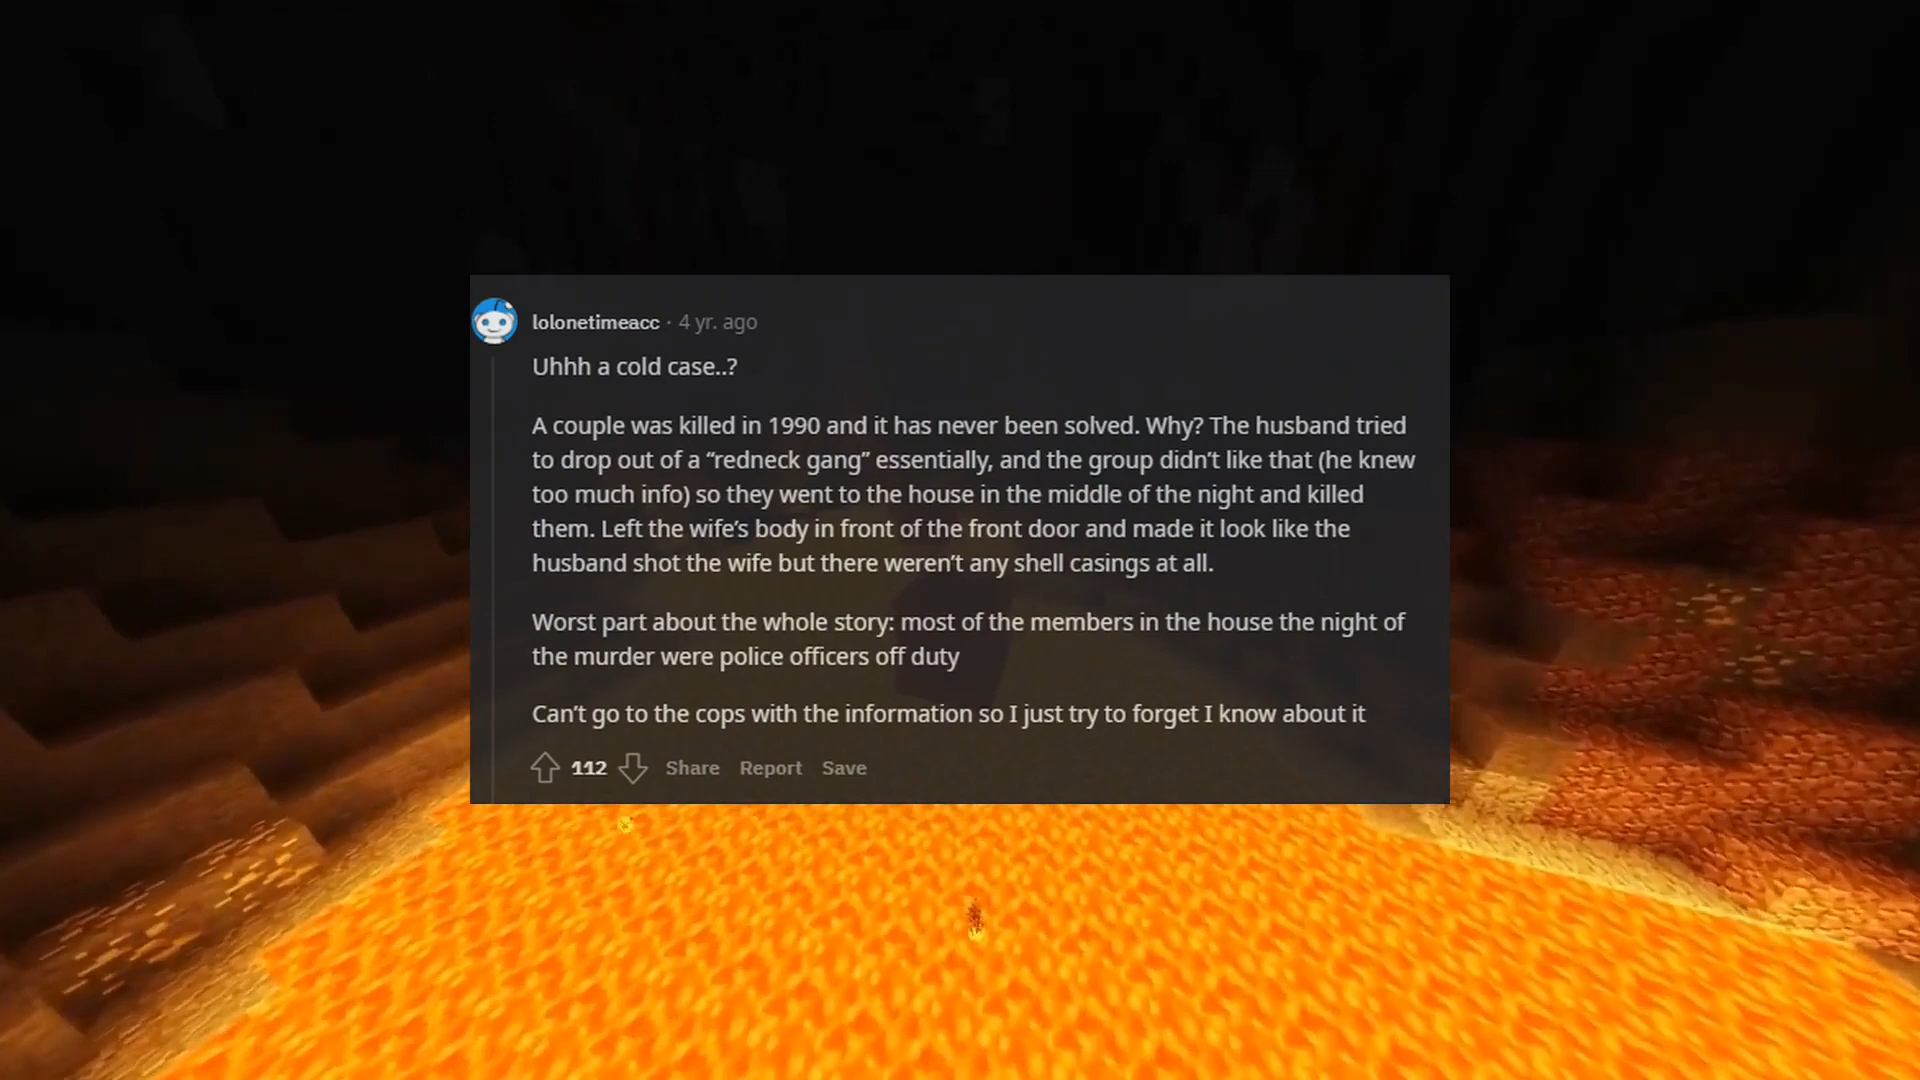 lolonetimeacc · 4 yr. ago
Uhhh a cold case..?
A couple was killed in 1990 and it has never been solved. Why? The husband tried
to drop out of a “redneck gang” essentially, and the group didn’t like that (he knew
too much info) so they went to the house in the middle of the night and killed
them. Left the wife’s body in front of the front door and made it look like the
husband shot the wife but there weren’t any shell casings at all.
Worst part about the whole story: most of the members in the house the night of
the murder were police officers off duty
Can’t go to the cops with the information so I just try to forget I know about it
112 Share Report Save